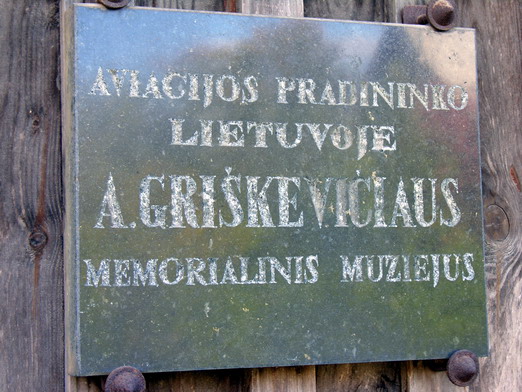 AVIACIJOS PRADININKO
LIETUVOJE
A. GRIŠKEVIČIAUS
MEMORIALINIS MUZIEJUS